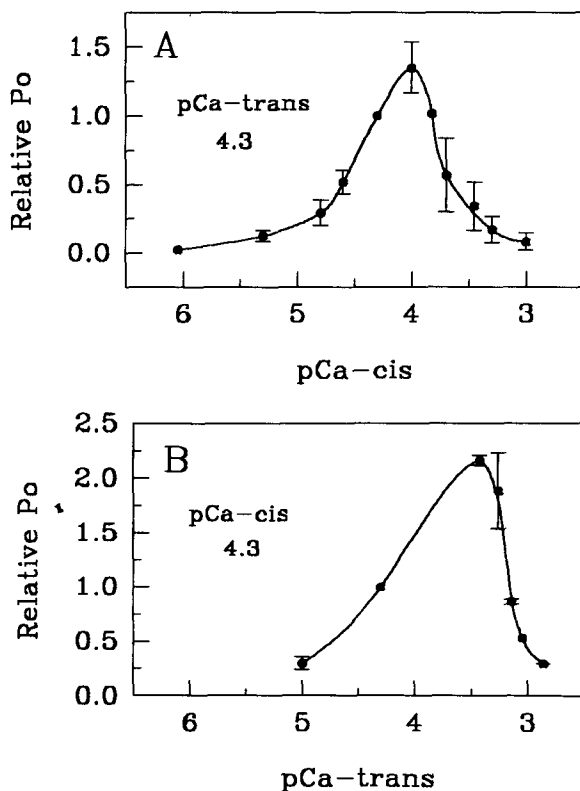 A
1.5
1.0
0.5
0.0
Relative Po
pCa-trans
4.3
6 5 4 3
pCa-cis
B
2.5
2.0
1.5
1.0
0.5
0.0
Relative Po
pCa-cis
4.3
6 5 4 3
pCa-trans